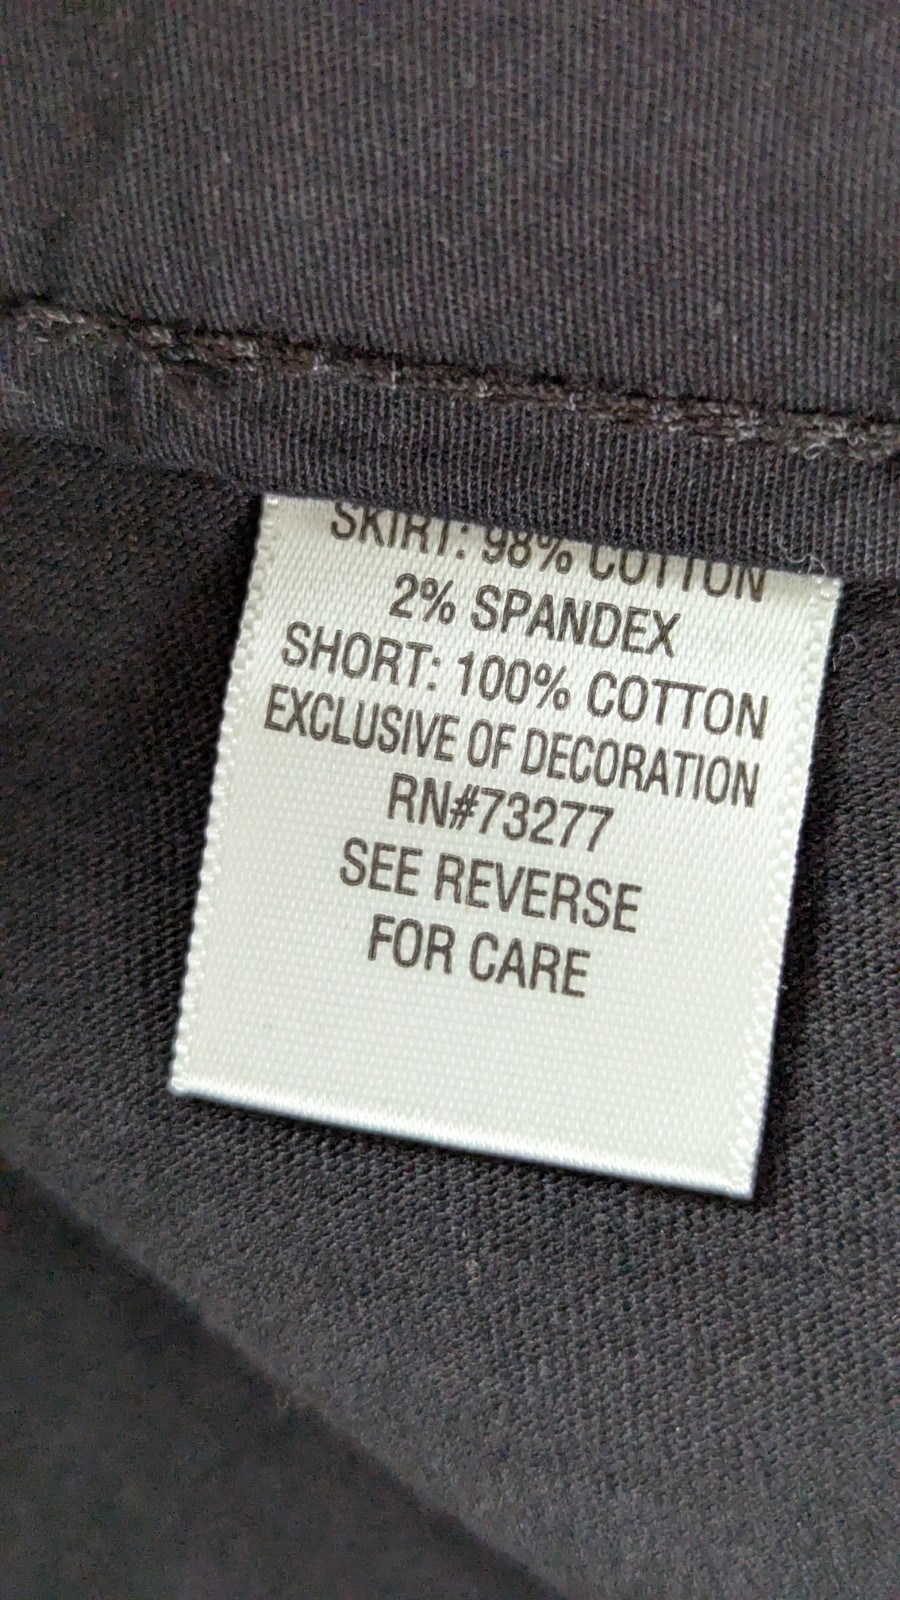 SKIRT: 98% COTTON
2% SPANDEX
SHORT: 100% COTTON
EXCLUSIVE OF DECORATION
RN#73277
SEE REVERSE
FOR CARE